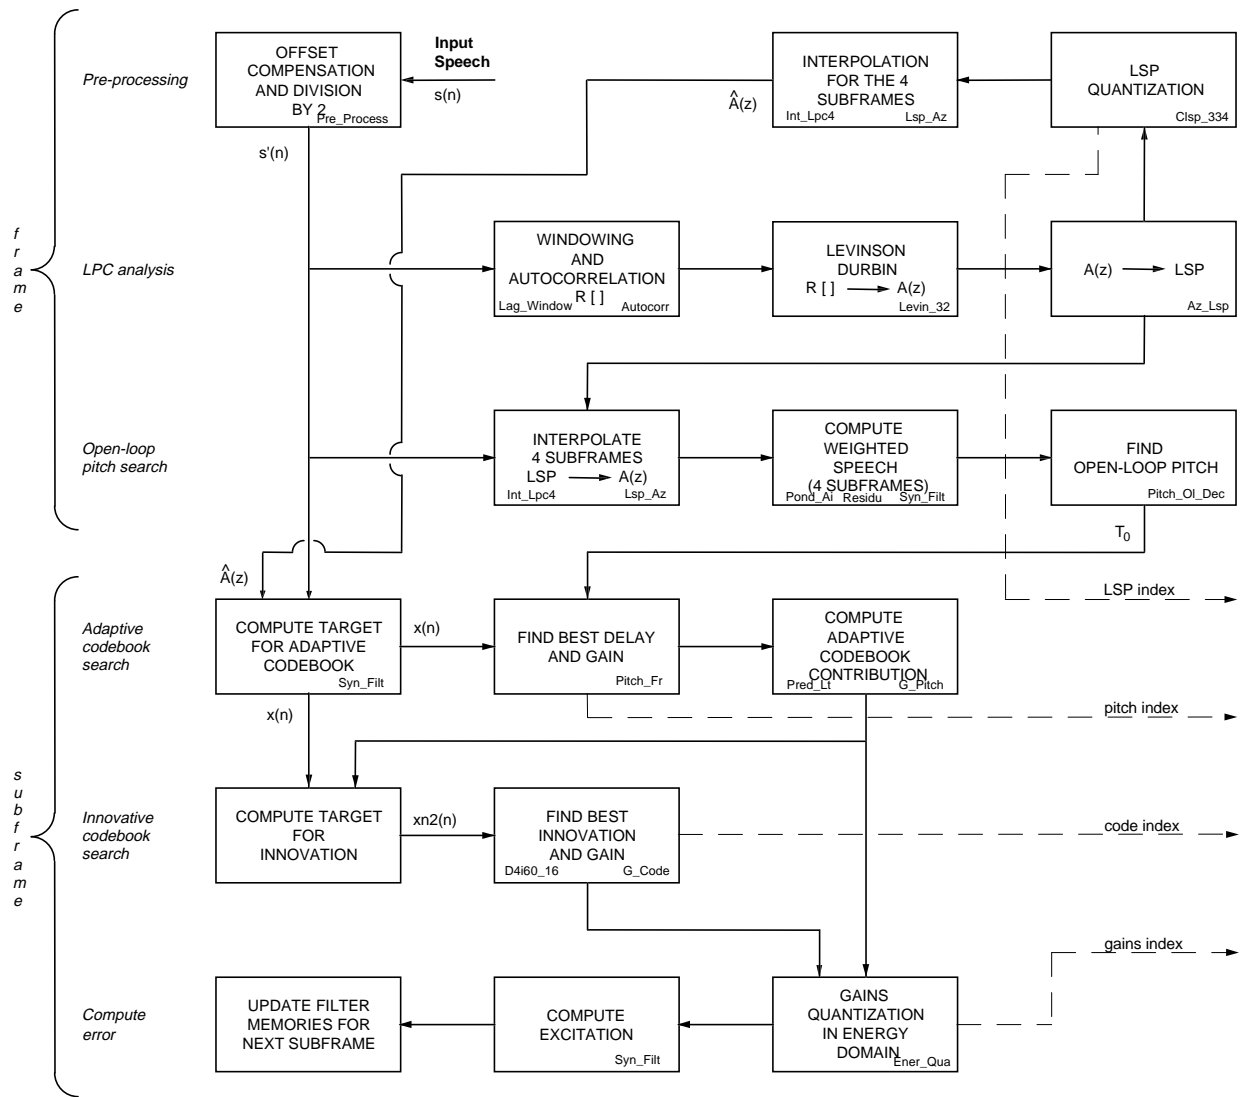 Pre-processing
OFFSET
COMPENSATION
AND DIVISION
BY 2
Pre_Process
Input
Speech
s(n)
s'(n)
Â(z)
INTERPOLATION
FOR THE 4
SUBFRAMES
Int_Lpc4 Lsp_Az
LSP
QUANTIZATION
Clsp_334
frame
LPC analysis
WINDOWING
AND
AUTOCORRELATION
R [ ]
Lag_Window Autocorr
LEVINSON
DURBIN
R [ ] A(z)
Levin_32
A(z) LSP
Az_Lsp
Open-loop
pitch search
INTERPOLATE
4 SUBFRAMES
LSP A(z)
Int_Lpc4 Lsp_Az
COMPUTE
WEIGHTED
SPEECH
(4 SUBFRAMES)
Pond_Ai Residu Syn_Filt
FIND
OPEN-LOOP PITCH
Pitch_Ol_Dec
T0
Â(z)
LSP index
subframe
Adaptive
codebook
search
COMPUTE TARGET
FOR ADAPTIVE
CODEBOOK
Syn_Filt
x(n)
FIND BEST DELAY
AND GAIN
Pitch_Fr
COMPUTE
ADAPTIVE
CODEBOOK
CONTRIBUTION
Pred_Lt G_Pitch
x(n)
pitch index
Innovative
codebook
search
COMPUTE TARGET
FOR
INNOVATION
xn2(n)
FIND BEST
INNOVATION
AND GAIN
D4i60_16 G_Code
code index
gains index
Compute
error
UPDATE FILTER
MEMORIES FOR
NEXT SUBFRAME
COMPUTE
EXCITATION
Syn_Filt
GAINS
QUANTIZATION
IN ENERGY
DOMAIN
Ener_Qua